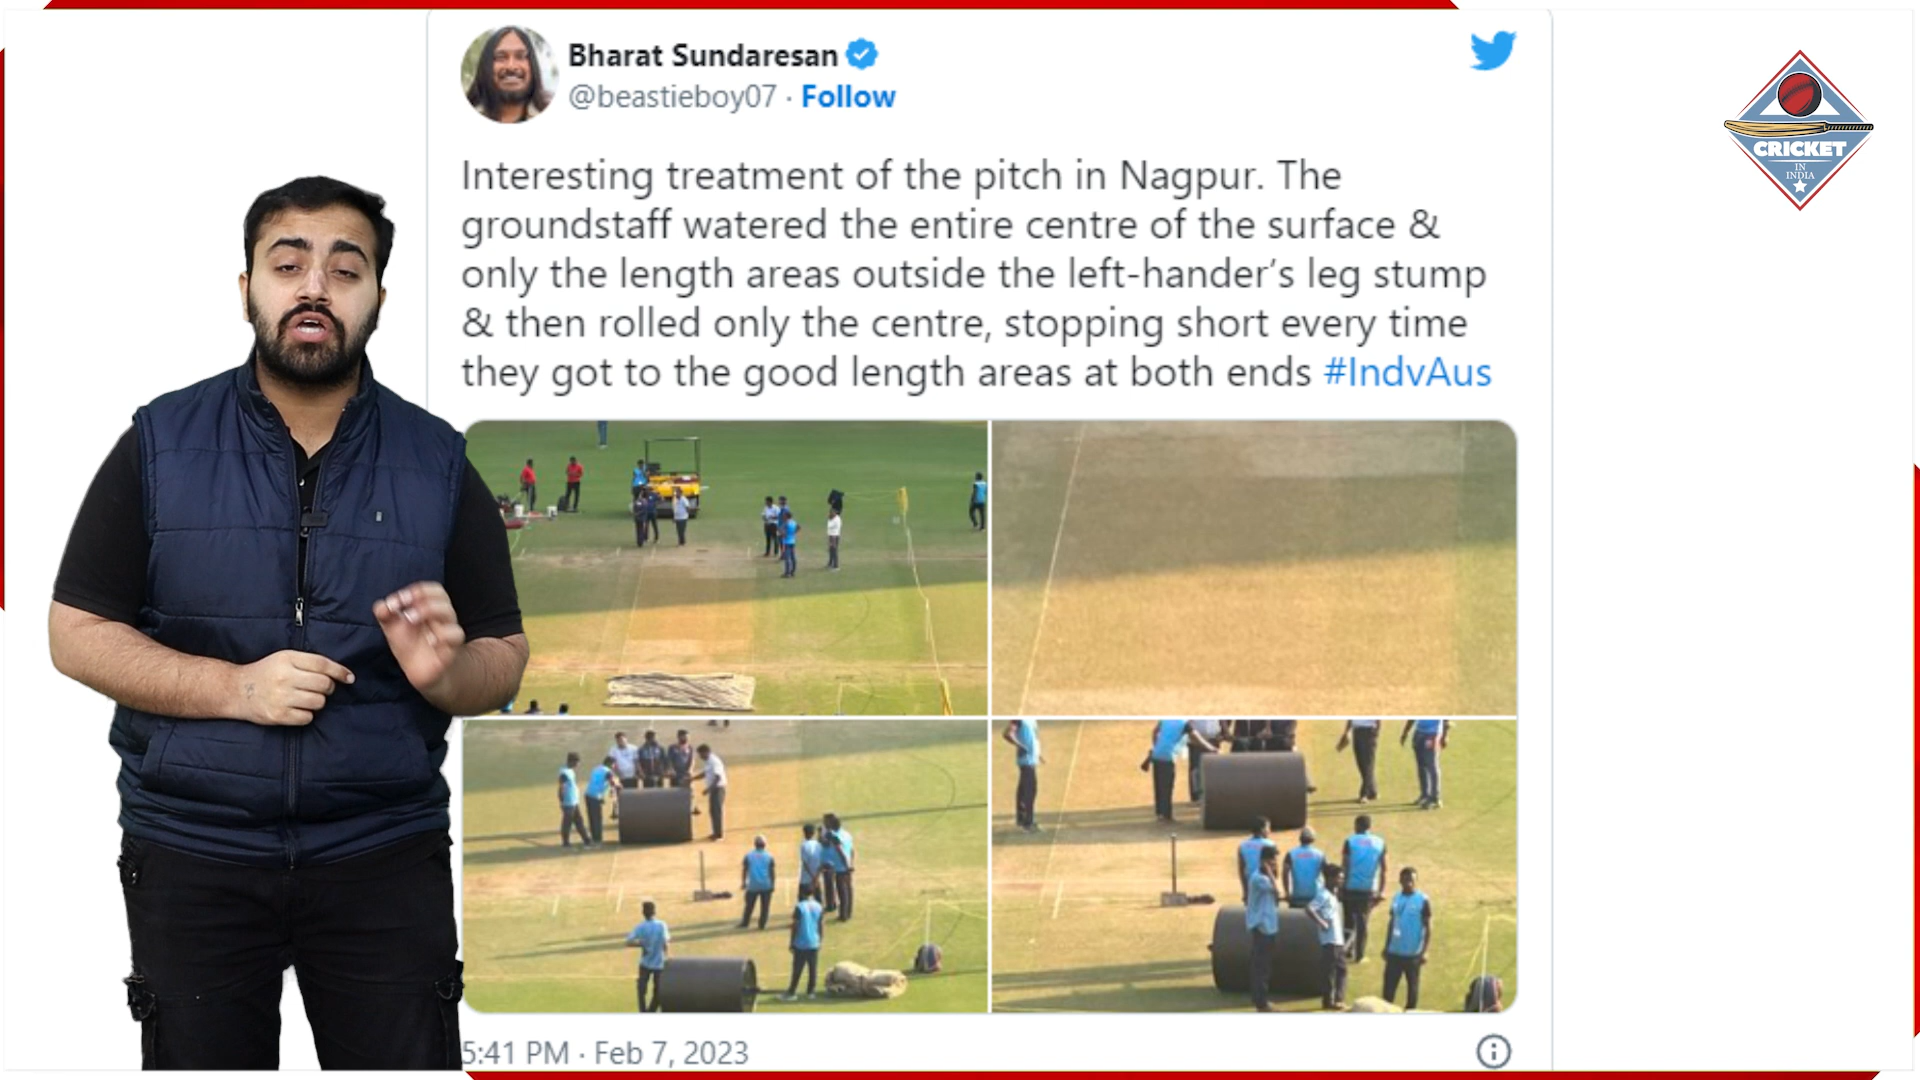 Bharat Sundaresan
@beastieboy07 · Follow
Interesting treatment of the pitch in Nagpur. The
groundstaff watered the entire centre of the surface &
only the length areas outside the left-hander’s leg stump
& then rolled only the centre, stopping short every time
they got to the good length areas at both ends #IndvAus
5:41 PM · Feb 7, 2023
CRICKET
IN
INDIA